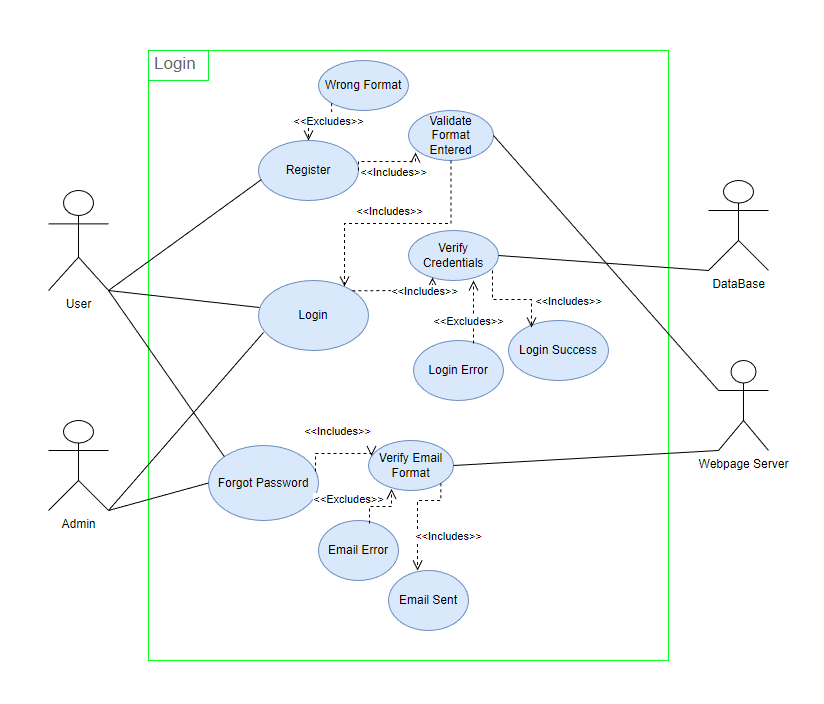 Login
Wrong Format
<<Excludes>>
Validate
Format
Entered
Register
<<Includes>>
<<Includes>>
User
Verify
Credentials
DataBase
<<Includes>>
<<Includes>>
Login
<<Excludes>>
Login Success
Login Error
<<Includes>>
Verify Email
Format
Webpage Server
Forgot Password
<<Excludes>>
Admin
<<Includes>>
Email Error
Email Sent